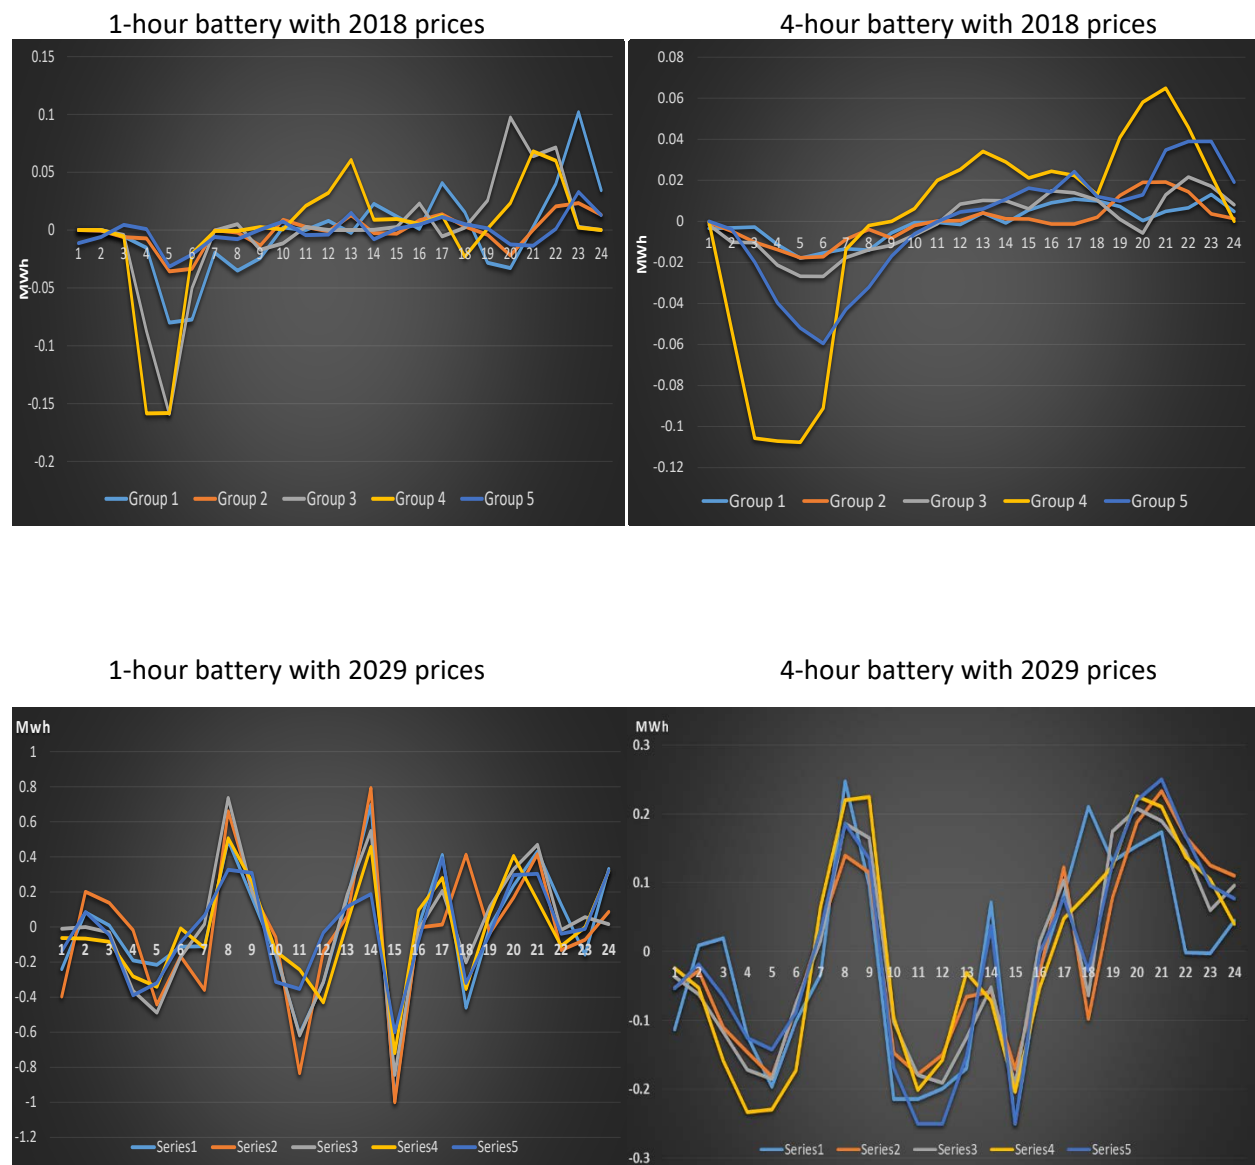 1-hour battery with 2018 prices
4-hour battery with 2018 prices
0.15
0.1
0.05
0
-0.05
-0.1
-0.15
-0.2
MWh
1 2 3 4 5 6 7 8 9 10 11 12 13 14 15 16 17 18 19 20 21 22 23 24
Group 1 Group 2 Group 3 Group 4 Group 5
0.08
0.06
0.04
0.02
0
-0.02
-0.04
-0.06
-0.08
-0.1
-0.12
MWh
1 2 3 4 5 6 7 8 9 10 11 12 13 14 15 16 17 18 19 20 21 22 23 24
Group 1 Group 2 Group 3 Group 4 Group 5
1-hour battery with 2029 prices
4-hour battery with 2029 prices
Mwh
1
0.8
0.6
0.4
0.2
0
-0.2
-0.4
-0.6
-0.8
-1
-1.2
1 2 3 4 5 6 7 8 9 10 11 12 13 14 15 16 17 18 19 20 21 22 23 24
Series1 Series2 Series3 Series4 Series5
MWh
0.3
0.2
0.1
0
-0.1
-0.2
-0.3
1 2 3 4 5 6 7 8 9 10 11 12 13 14 15 16 17 18 19 20 21 22 23 24
Series1 Series2 Series3 Series4 Series5